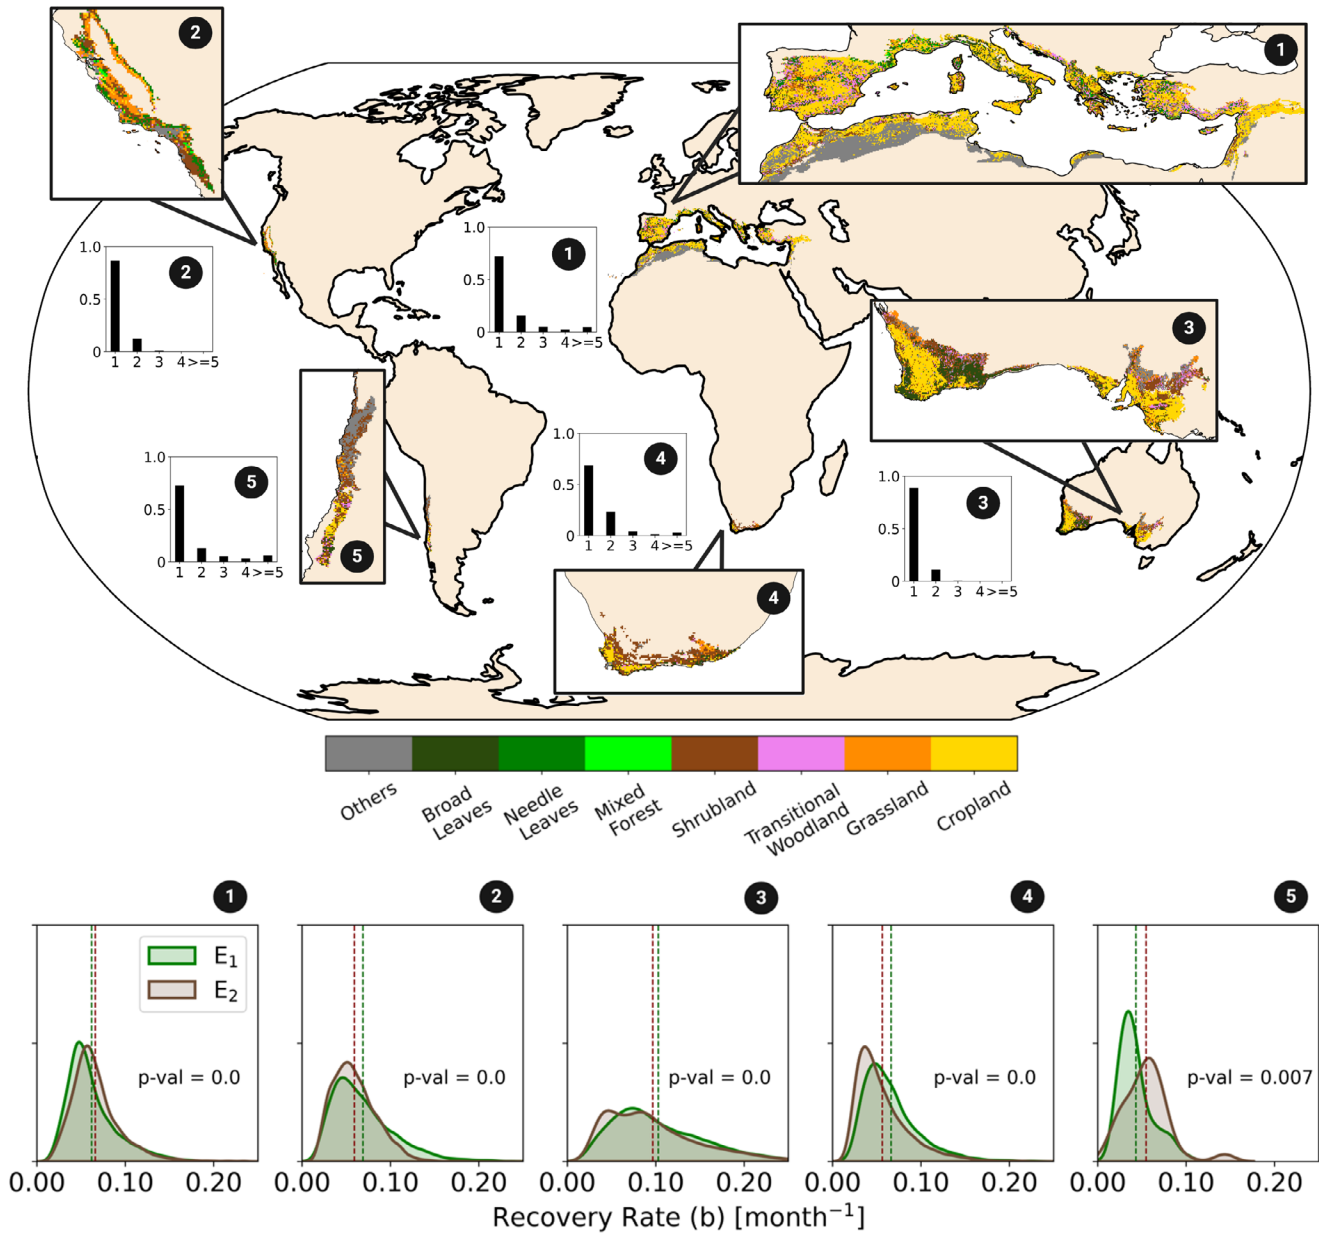 2
1
1.0
0.5
0
1 2 3 4 >=5
2
1.0
0.5
0
1 2 3 4 >=5
1
3
1.0
0.5
0
1 2 3 4 >=5
5
5
1.0
0.5
0
1 2 3 4 >=5
4
1.0
0.5
0
1 2 3 4 >=5
3
4
Others
Broad
Leaves
Needle
Leaves
Mixed
Forest
Shrubland
Transitional
Woodland
Grassland
Cropland
1
2
3
4
5
E1
E2
p-val = 0.0
p-val = 0.0
p-val = 0.0
p-val = 0.0
p-val = 0.007
0.00 0.10 0.20
0.00 0.10 0.20
0.00 0.10 0.20
0.00 0.10 0.20
0.00 0.10 0.20
Recovery Rate (b) [month⁻¹]